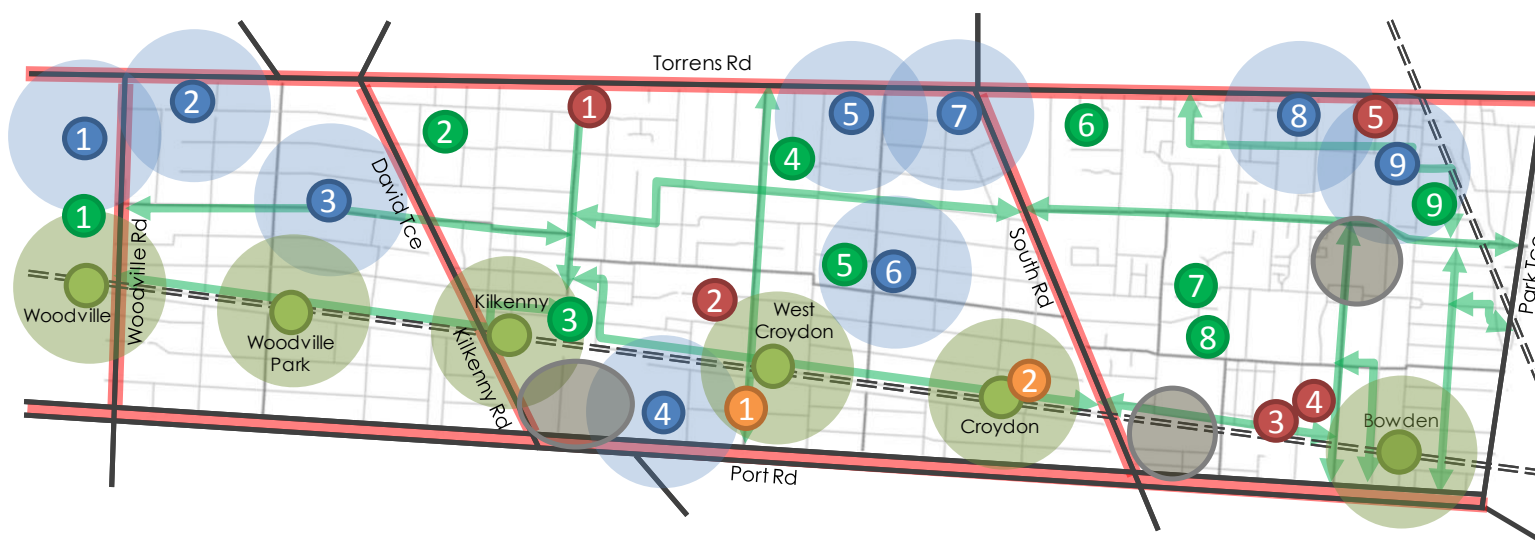 Torrens Rd
2
1
5
7
8
5
1
2
6
4
9
3
David Tce
9
1
Woodville Rd
South Rd
Park Tce
5
6
7
Woodville
Kilkenny
2
3
West
Croydon
8
Woodville
Park
Kilkenny Rd
4
1
2
Croydon
3
4
Bowden
Port Rd